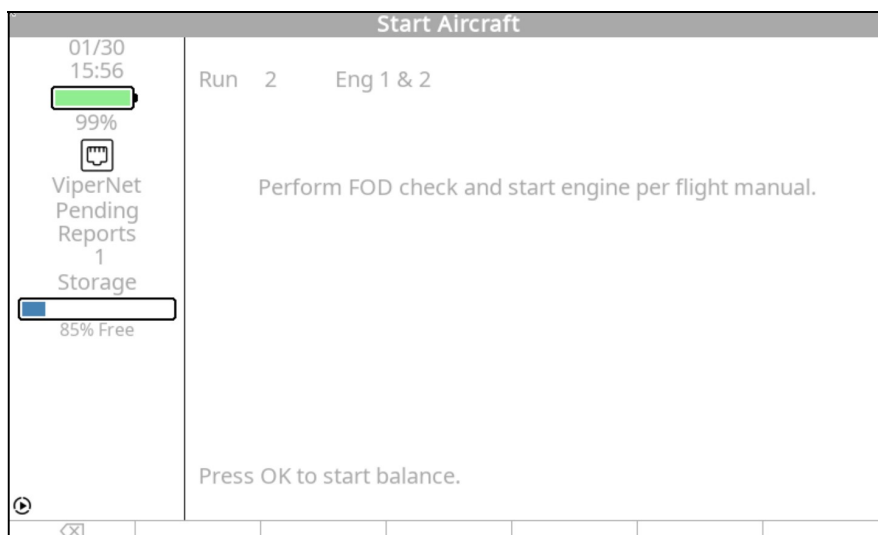 Start Aircraft
01/30
15:56
99%
ViperNet
Pending
Reports
1
Storage
85% Free
Run 2 Eng 1 & 2
Perform FOD check and start engine per flight manual.
Press OK to start balance.